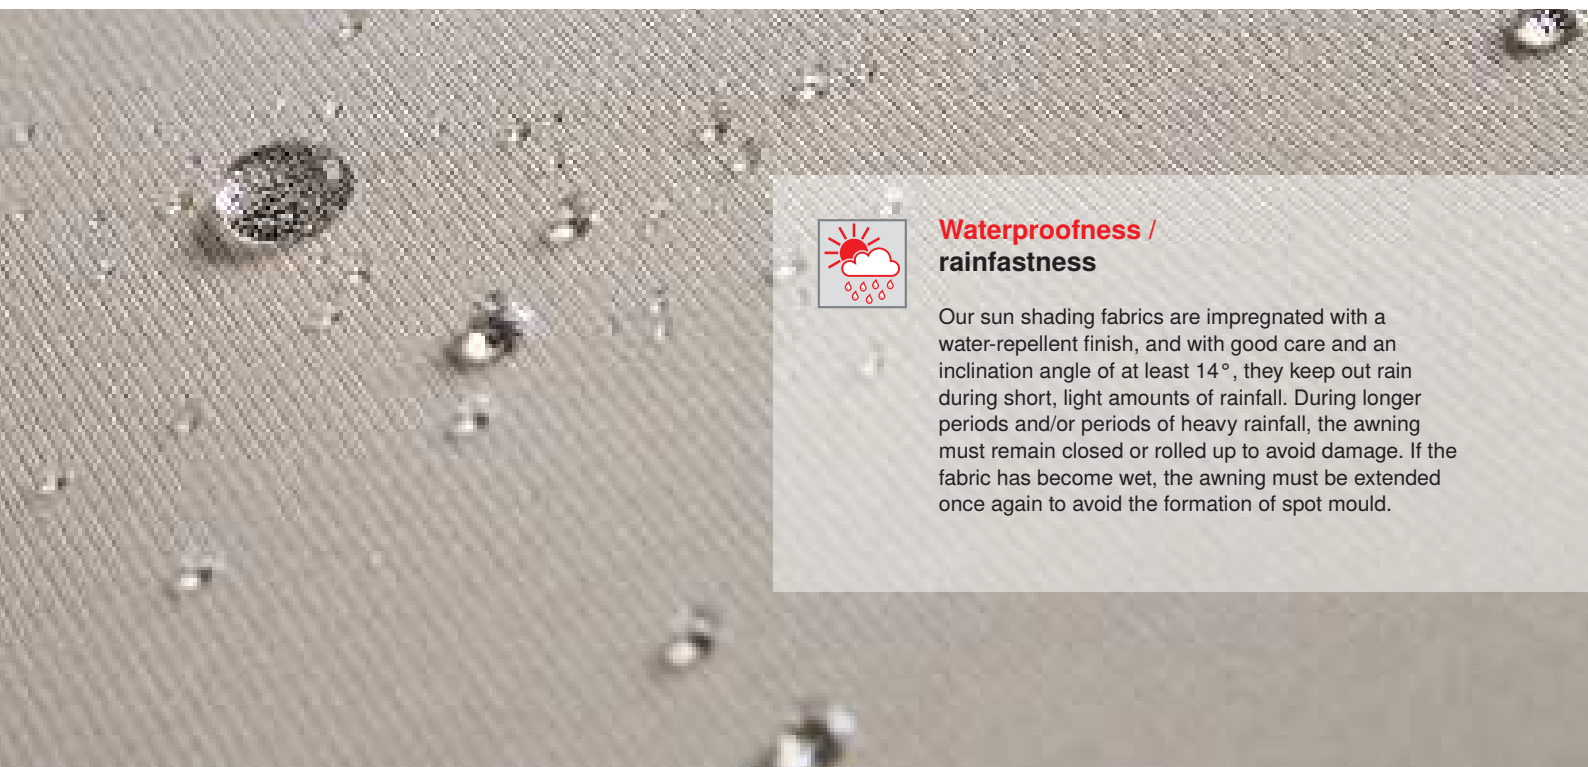 Waterproofness /
rainfastness
Our sun shading fabrics are impregnated with a
water-repellent finish, and with good care and an
inclination angle of at least 14°, they keep out rain
during short, light amounts of rainfall. During longer
periods and/or periods of heavy rainfall, the awning
must remain closed or rolled up to avoid damage. If the
fabric has become wet, the awning must be extended
once again to avoid the formation of spot mould.